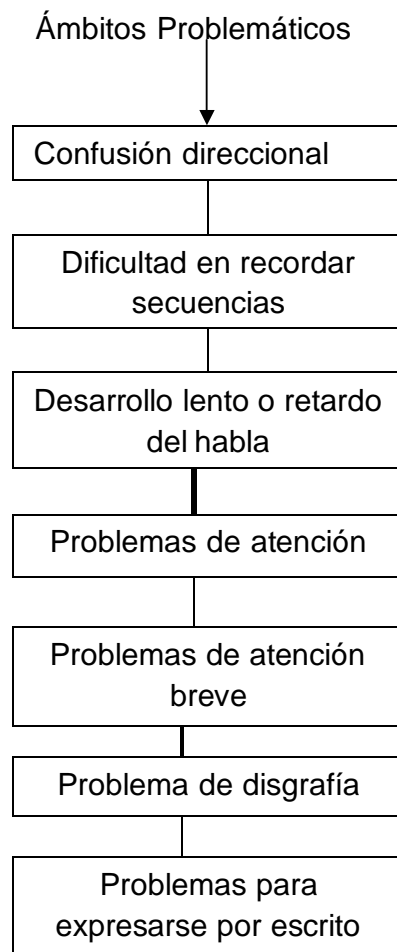 Ámbitos Problemáticos
Confusión direccional
Dificultad en recordar
secuencias
Desarrollo lento o retardo
del habla
Problemas de atención
Problemas de atención
breve
Problema de disgrafía
Problemas para
expresarse por escrito